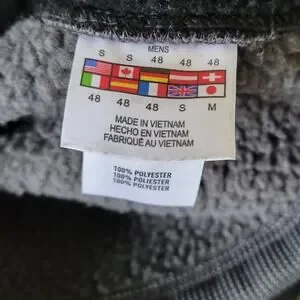 MENS
S S 48 48 48
48 48 48 S M
MADE IN VIETNAM
HECHO EN VIETNAM
FABRIQUÉ AU VIETNAM
100% POLYESTER
100% POLIESTER
100% POLYESTER